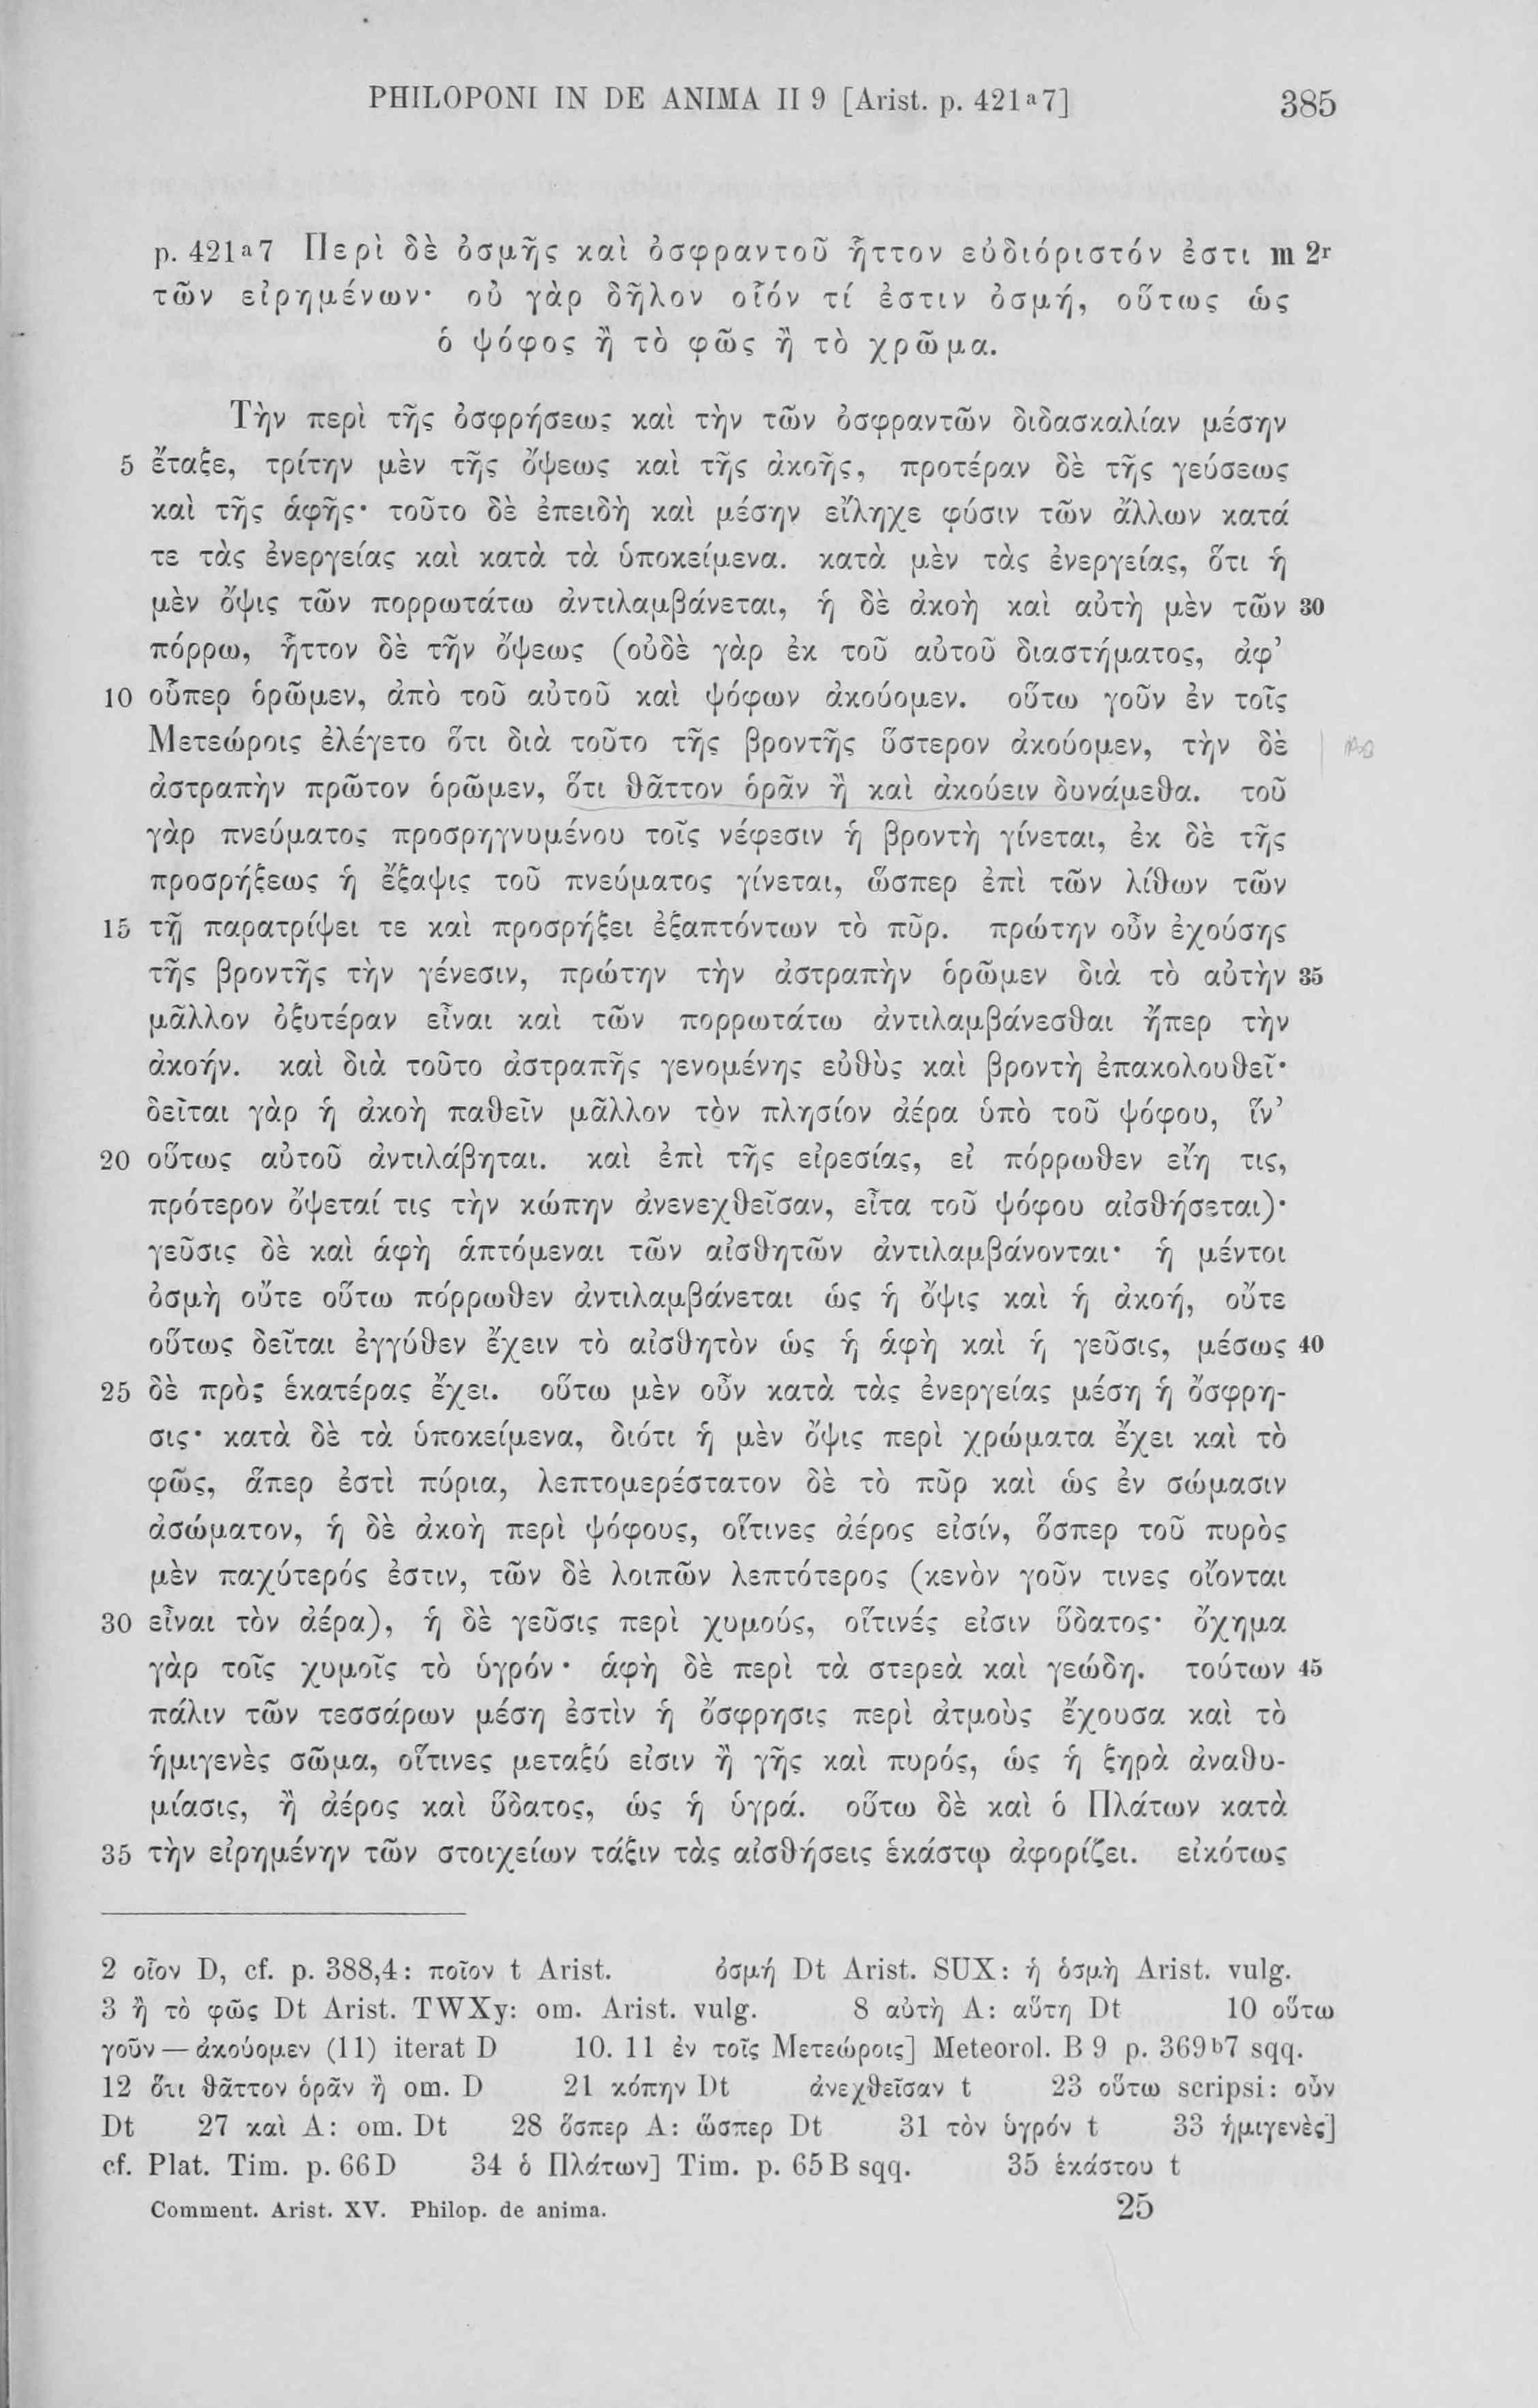 PHILOPONI IN DE ANIMA II 9 [Arist. p. 421ᵃ7] 385
p. 421ᵃ7 Περὶ δὲ ὀσμῆς καὶ ὀσφραντοῦ ἧττον εὐδιόριστόν ἐστι m 2ʳ
τῶν εἰρημένων· οὐ γὰρ δῆλον οἷόν τί ἐστιν ὀσμή, οὕτως ὡς
ὁ ψόφος ἢ τὸ φῶς ἢ τὸ χρῶμα.
Τὴν περὶ τῆς ὀσφρήσεως καὶ τὴν τῶν ὀσφραντῶν διδασκαλίαν μέσην
5 ἔταξε, τρίτην μὲν τῆς ὄψεως καὶ τῆς ἀκοῆς, προτέραν δὲ τῆς γεύσεως
καὶ τῆς ἁφῆς· τοῦτο δὲ ἐπειδὴ καὶ μέσην εἴληχε φύσιν τῶν ἄλλων κατά
τε τὰς ἐνεργείας καὶ κατὰ τὰ ὑποκείμενα. κατὰ μὲν τὰς ἐνεργείας, ὅτι ἡ
μὲν ὄψις τῶν πορρωτάτω ἀντιλαμβάνεται, ἡ δὲ ἀκοὴ καὶ αὐτὴ μὲν τῶν 30
πόρρω, ἧττον δὲ τῆν ὄψεως (οὐδὲ γὰρ ἐκ τοῦ αὐτοῦ διαστήματος, ἀφ’
10 οὗπερ ὁρῶμεν, ἀπὸ τοῦ αὐτοῦ καὶ ψόφων ἀκούομεν. οὕτω γοῦν ἐν τοῖς
Μετεώροις ἐλέγετο ὅτι διὰ τοῦτο τῆς βροντῆς ὕστερον ἀκούομεν, τὴν δὲ
ἀστραπὴν πρῶτον ὁρῶμεν, ὅτι θᾶττον ὁρᾶν ἢ καὶ ἀκούειν δυνάμεθα. τοῦ
γὰρ πνεύματος προσρηγνυμένου τοῖς νέφεσιν ἡ βροντὴ γίνεται, ἐκ δὲ τῆς
προσρήξεως ἡ ἔξαψις τοῦ πνεύματος γίνεται, ὥσπερ ἐπὶ τῶν λίθων τῶν
15 τῇ παρατρίψει τε καὶ προσρήξει ἐξαπτόντων τὸ πῦρ. πρώτην οὖν ἐχούσης
τῆς βροντῆς τὴν γένεσιν, πρώτην τὴν ἀστραπὴν ὁρῶμεν διὰ τὸ αὐτὴν 35
μᾶλλον ὀξυτέραν εἶναι καὶ τῶν πορρωτάτω ἀντιλαμβάνεσθαι ἤπερ τὴν
ἀκοήν. καὶ διὰ τοῦτο ἀστραπῆς γενομένης εὐθὺς καὶ βροντὴ ἐπακολουθεῖ·
δεῖται γὰρ ἡ ἀκοὴ παθεῖν μᾶλλον τὸν πλησίον ἀέρα ὑπὸ τοῦ ψόφου, ἵν’
20 οὕτως αὐτοῦ ἀντιλάβηται. καὶ ἐπὶ τῆς εἰρεσίας, εἰ πόρρωθεν εἴη τις,
πρότερον ὄψεταί τις τὴν κώπην ἀνενεχθεῖσαν, εἶτα τοῦ ψόφου αἰσθήσεται)·
γεῦσις δὲ καὶ ἁφὴ ἁπτόμεναι τῶν αἰσθητῶν ἀντιλαμβάνονται· ἡ μέντοι
ὀσμὴ οὔτε οὕτω πόρρωθεν ἀντιλαμβάνεται ὡς ἡ ὄψις καὶ ἡ ἀκοή, οὔτε
οὕτως δεῖται ἐγγύθεν ἔχειν τὸ αἰσθητὸν ὡς ἡ ἁφὴ καὶ ἡ γεῦσις, μέσως 40
25 δὲ πρὸς ἑκατέρας ἔχει. οὕτω μὲν οὖν κατὰ τὰς ἐνεργείας μέση ἡ ὄσφρη-
σις· κατὰ δὲ τὰ ὑποκείμενα, διότι ἡ μὲν ὄψις περὶ χρώματα ἔχει καὶ τὸ
φῶς, ἅπερ ἐστὶ πύρια, λεπτομερέστατον δὲ τὸ πῦρ καὶ ὡς ἐν σώμασιν
ἀσώματον, ἡ δὲ ἀκοὴ περὶ ψόφους, οἵτινες ἀέρος εἰσίν, ὅσπερ τοῦ πυρὸς
μὲν παχύτερός ἐστιν, τῶν δὲ λοιπῶν λεπτότερος (κενὸν γοῦν τινες οἴονται
30 εἶναι τὸν ἀέρα), ἡ δὲ γεῦσις περὶ χυμούς, οἵτινές εἰσιν ὕδατος· ὄχημα
γὰρ τοῖς χυμοῖς τὸ ὑγρόν· ἁφὴ δὲ περὶ τὰ στερεὰ καὶ γεώδη. τούτων 45
πάλιν τῶν τεσσάρων μέση ἐστὶν ἡ ὄσφρησις περὶ ἀτμοὺς ἔχουσα καὶ τὸ
ἡμιγενὲς σῶμα, οἵτινες μεταξύ εἰσιν ἢ γῆς καὶ πυρός, ὡς ἡ ξηρὰ ἀναθυ-
μίασις, ἢ ἀέρος καὶ ὕδατος, ὡς ἡ ὑγρά. οὕτω δὲ καὶ ὁ Πλάτων κατὰ
35 τὴν εἰρημένην τῶν στοιχείων τάξιν τὰς αἰσθήσεις ἑκάστῳ ἀφορίζει. εἰκότως
2 οἷον D, cf. p. 388,4: ποῖον t Arist. ὀσμή Dt Arist. SUX: ἡ ὀσμὴ Arist. vulg.
3 ἢ τὸ φῶς Dt Arist. TWXy: om. Arist. vulg. 8 αὐτὴ A: αὕτη Dt 10 οὕτω
γοῦν — ἀκούομεν (11) iterat D 10. 11 ἐν τοῖς Μετεώροις] Meteorol. B 9 p. 369ᵇ7 sqq.
12 ὅτι θᾶττον ὁρᾶν ἢ om. D 21 κόπην Dt ἀνεχθεῖσαν t 23 οὕτω scripsi: οὖν
Dt 27 καὶ A: om. Dt 28 ὅσπερ A: ὥσπερ Dt 31 τὸν ὑγρόν t 33 ἡμιγενὲς]
cf. Plat. Tim. p. 66D 34 ὁ Πλάτων] Tim. p. 65B sqq. 35 ἑκάστου t
Comment. Arist. XV. Philop. de anima. 25